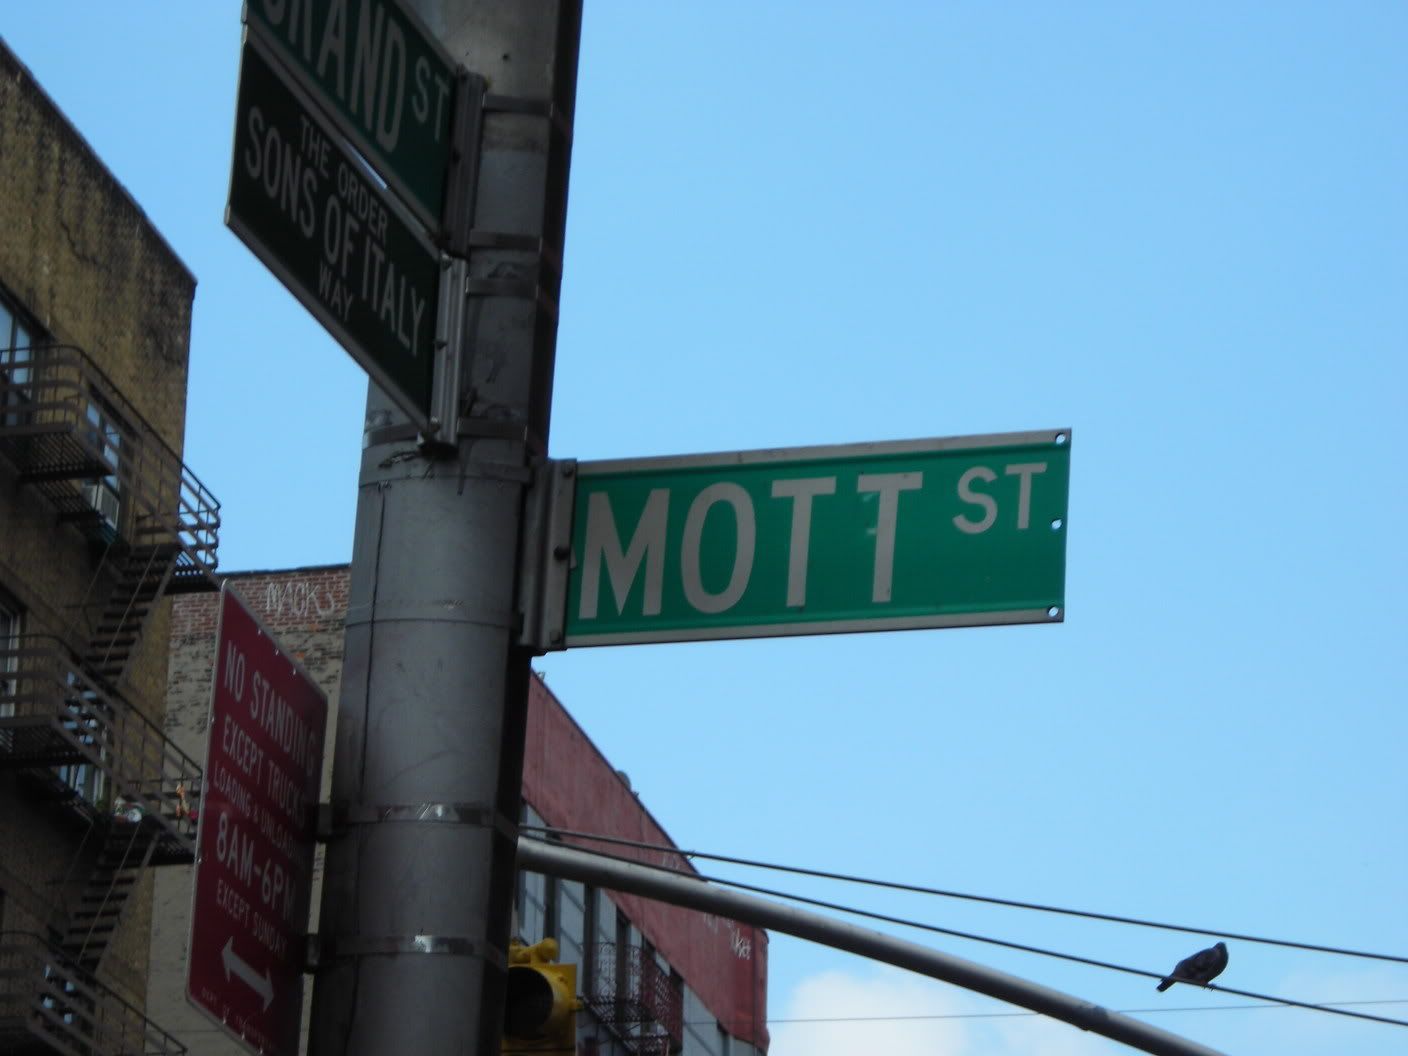 GRAND ST
THE ORDER
SONS OF ITALY
WAY
MOTT ST
NO STANDING
EXCEPT TRUCKS
LOADING & UNLOADING
8AM-6PM
EXCEPT SUNDAY